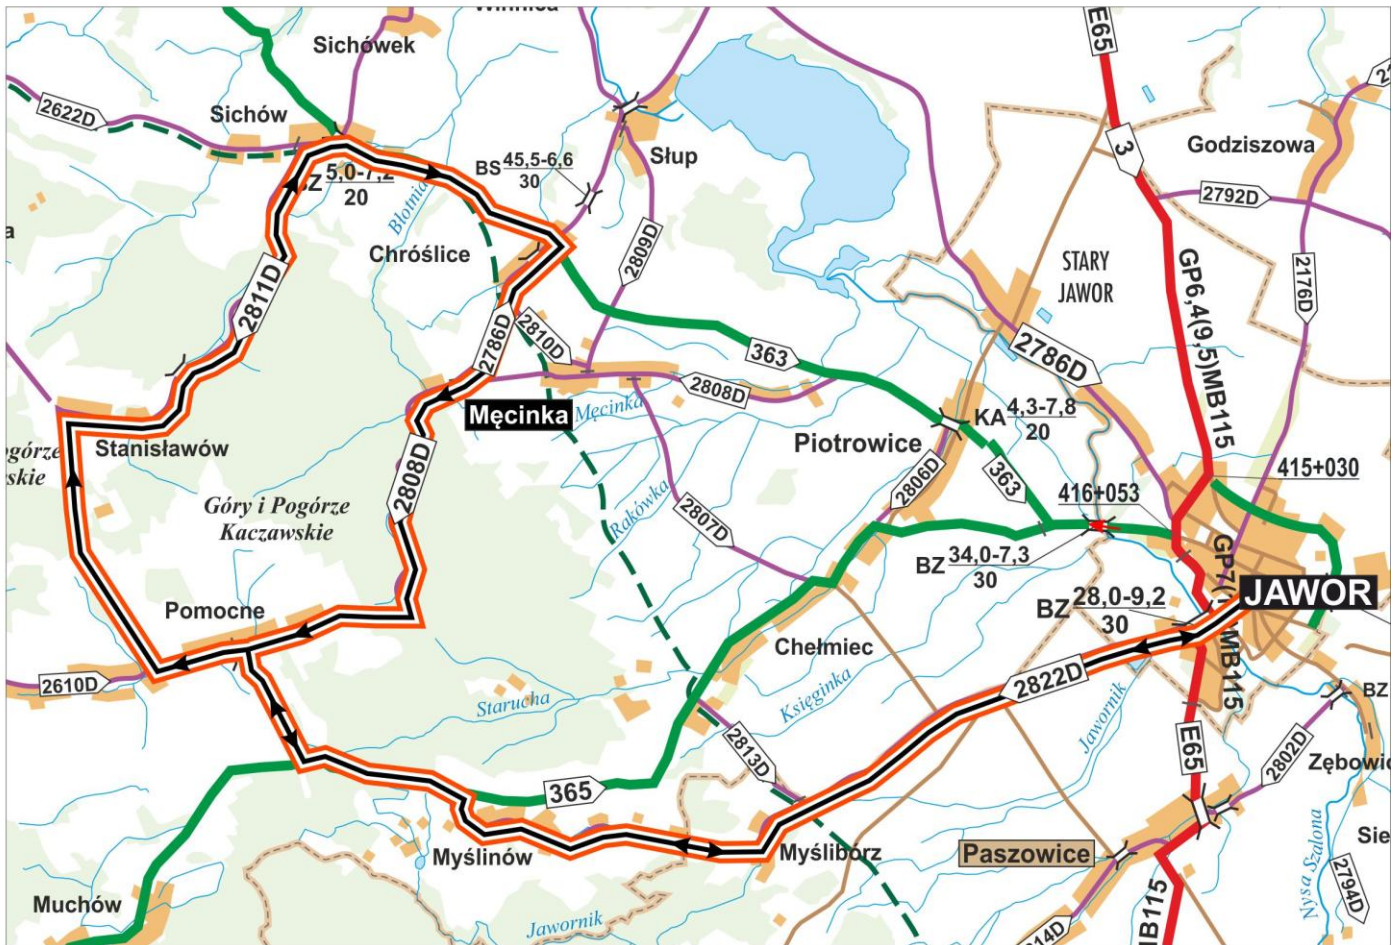 Sichówek
E65
2622D
Sichów
Słup
BS 45,5-6,6
30
3
Godziszowa
5,0-7,2
20
Błotnia
2792D
Chróślice
2809D
STARY
JAWOR
2811D
GP6,4(9,5)MB115
2176D
2786D
2810D
363
2786D
2808D
Męcinka
Męcinka
KA 4,3-7,8
20
Stanisławów
Piotrowice
2808D
2806D
363
415+030
416+053
Góry i Pogórze
Kaczawskie
Rakówka
2807D
BZ 34,0-7,3
30
Pomocne
BZ 28,0-9,2
30
JAWOR
MB115
Chełmiec
2610D
Starucha
Księginka
2822D
Jawornik
BZ
2813D
E65
2802D
365
Myślinów
Myślibórz
Paszowice
Nysa Szalona
2794D
Muchów
Jawornik